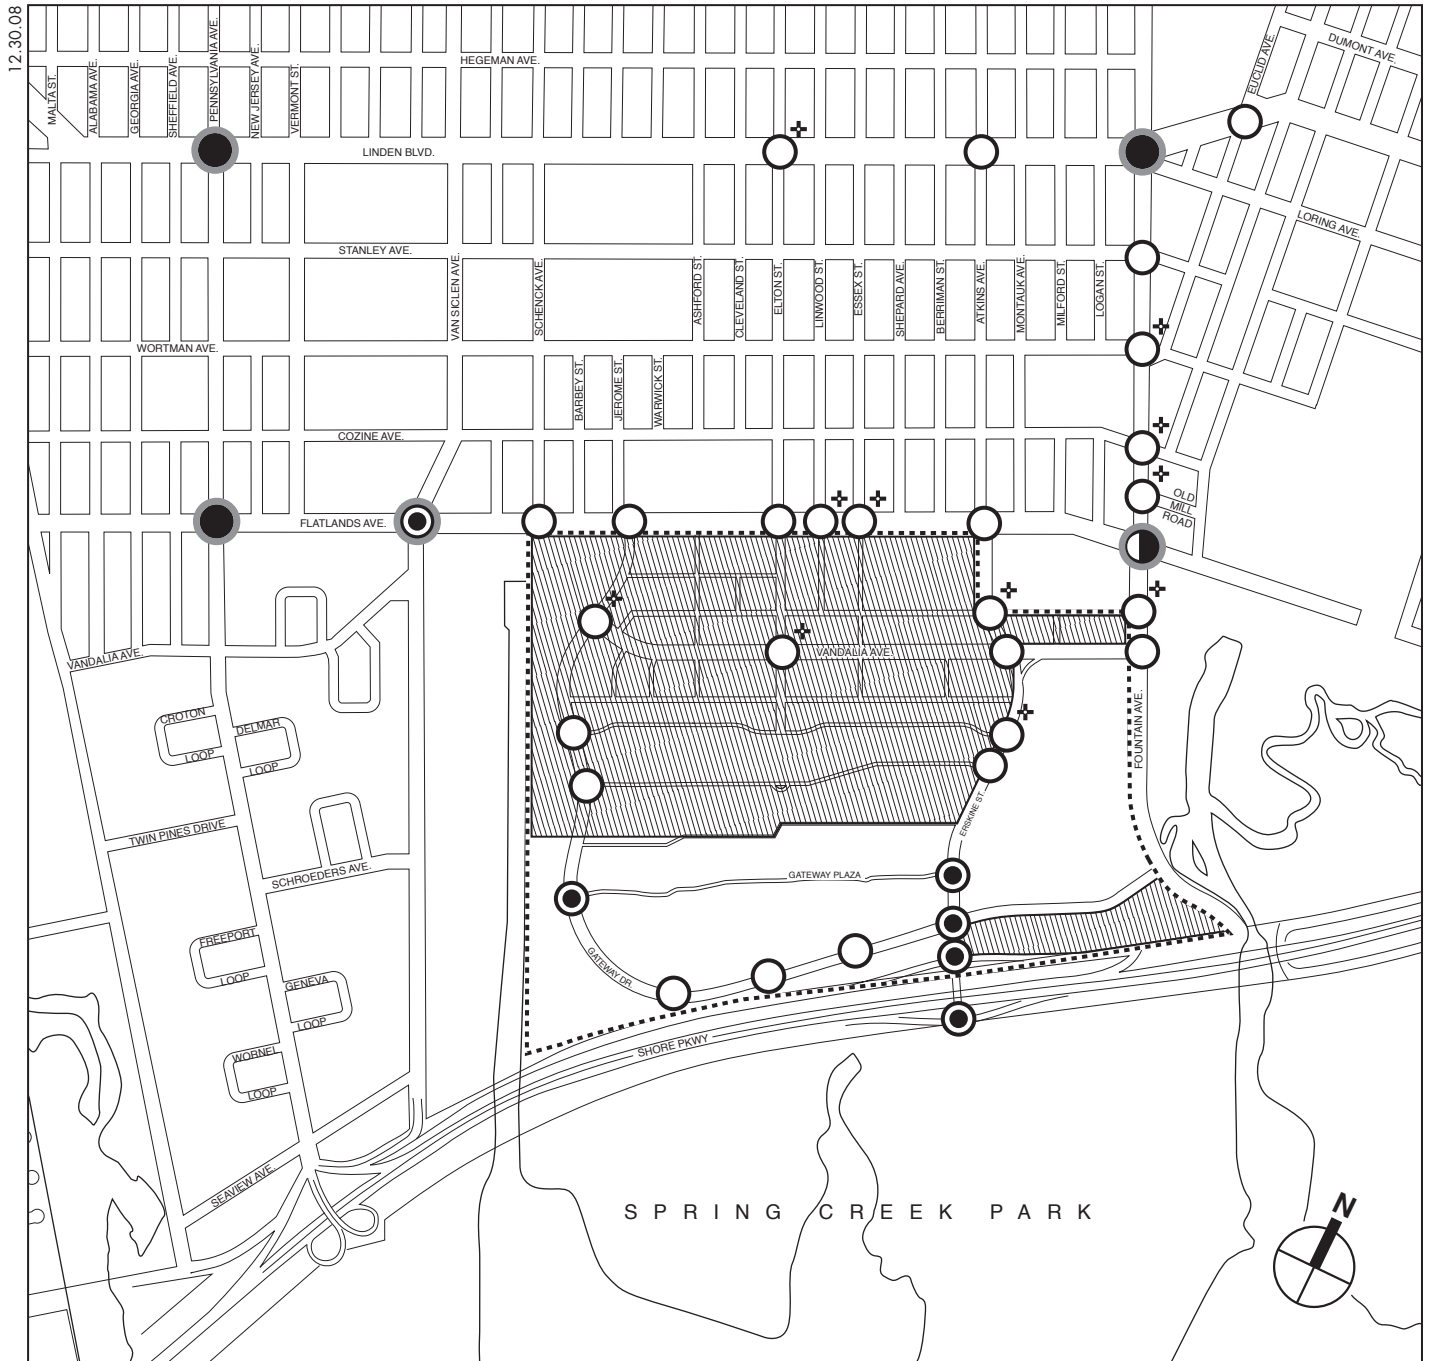 12.30.08
MALTA ST.
ALABAMA AVE.
GEORGIA AVE.
SHEFFIELD AVE.
PENNSYLVANIA AVE.
NEW JERSEY AVE.
VERMONT ST.
HEGEMAN AVE.
EUCLID AVE.
DUMONT AVE.
LINDEN BLVD.
LORING AVE.
STANLEY AVE.
VAN SICLEN AVE.
SCHENCK AVE.
ASHFORD ST.
CLEVELAND ST.
ELTON ST.
LINWOOD ST.
ESSEX ST.
SHEPARD AVE.
BERRIMAN ST.
ATKINS AVE.
MONTAUK AVE.
MILFORD ST.
LOGAN ST.
WORTMAN AVE.
BARBEY ST.
JEROME ST.
WARWICK ST.
COZINE AVE.
OLD
MILL
ROAD
FLATLANDS AVE.
VANDALIA AVE.
VANDALIA AVE.
CROTON
LOOP
DELMAR
LOOP
FOUNTAIN AVE.
TWIN PINES DRIVE
ERSKINE ST.
SCHROEDERS AVE.
GATEWAY PLAZA
FREEPORT
LOOP
GENEVA
LOOP
GATEWAY DR.
SHORE PKWY
WORNEL
LOOP
SEAVIEW AVE.
SPRING CREEK PARK
N